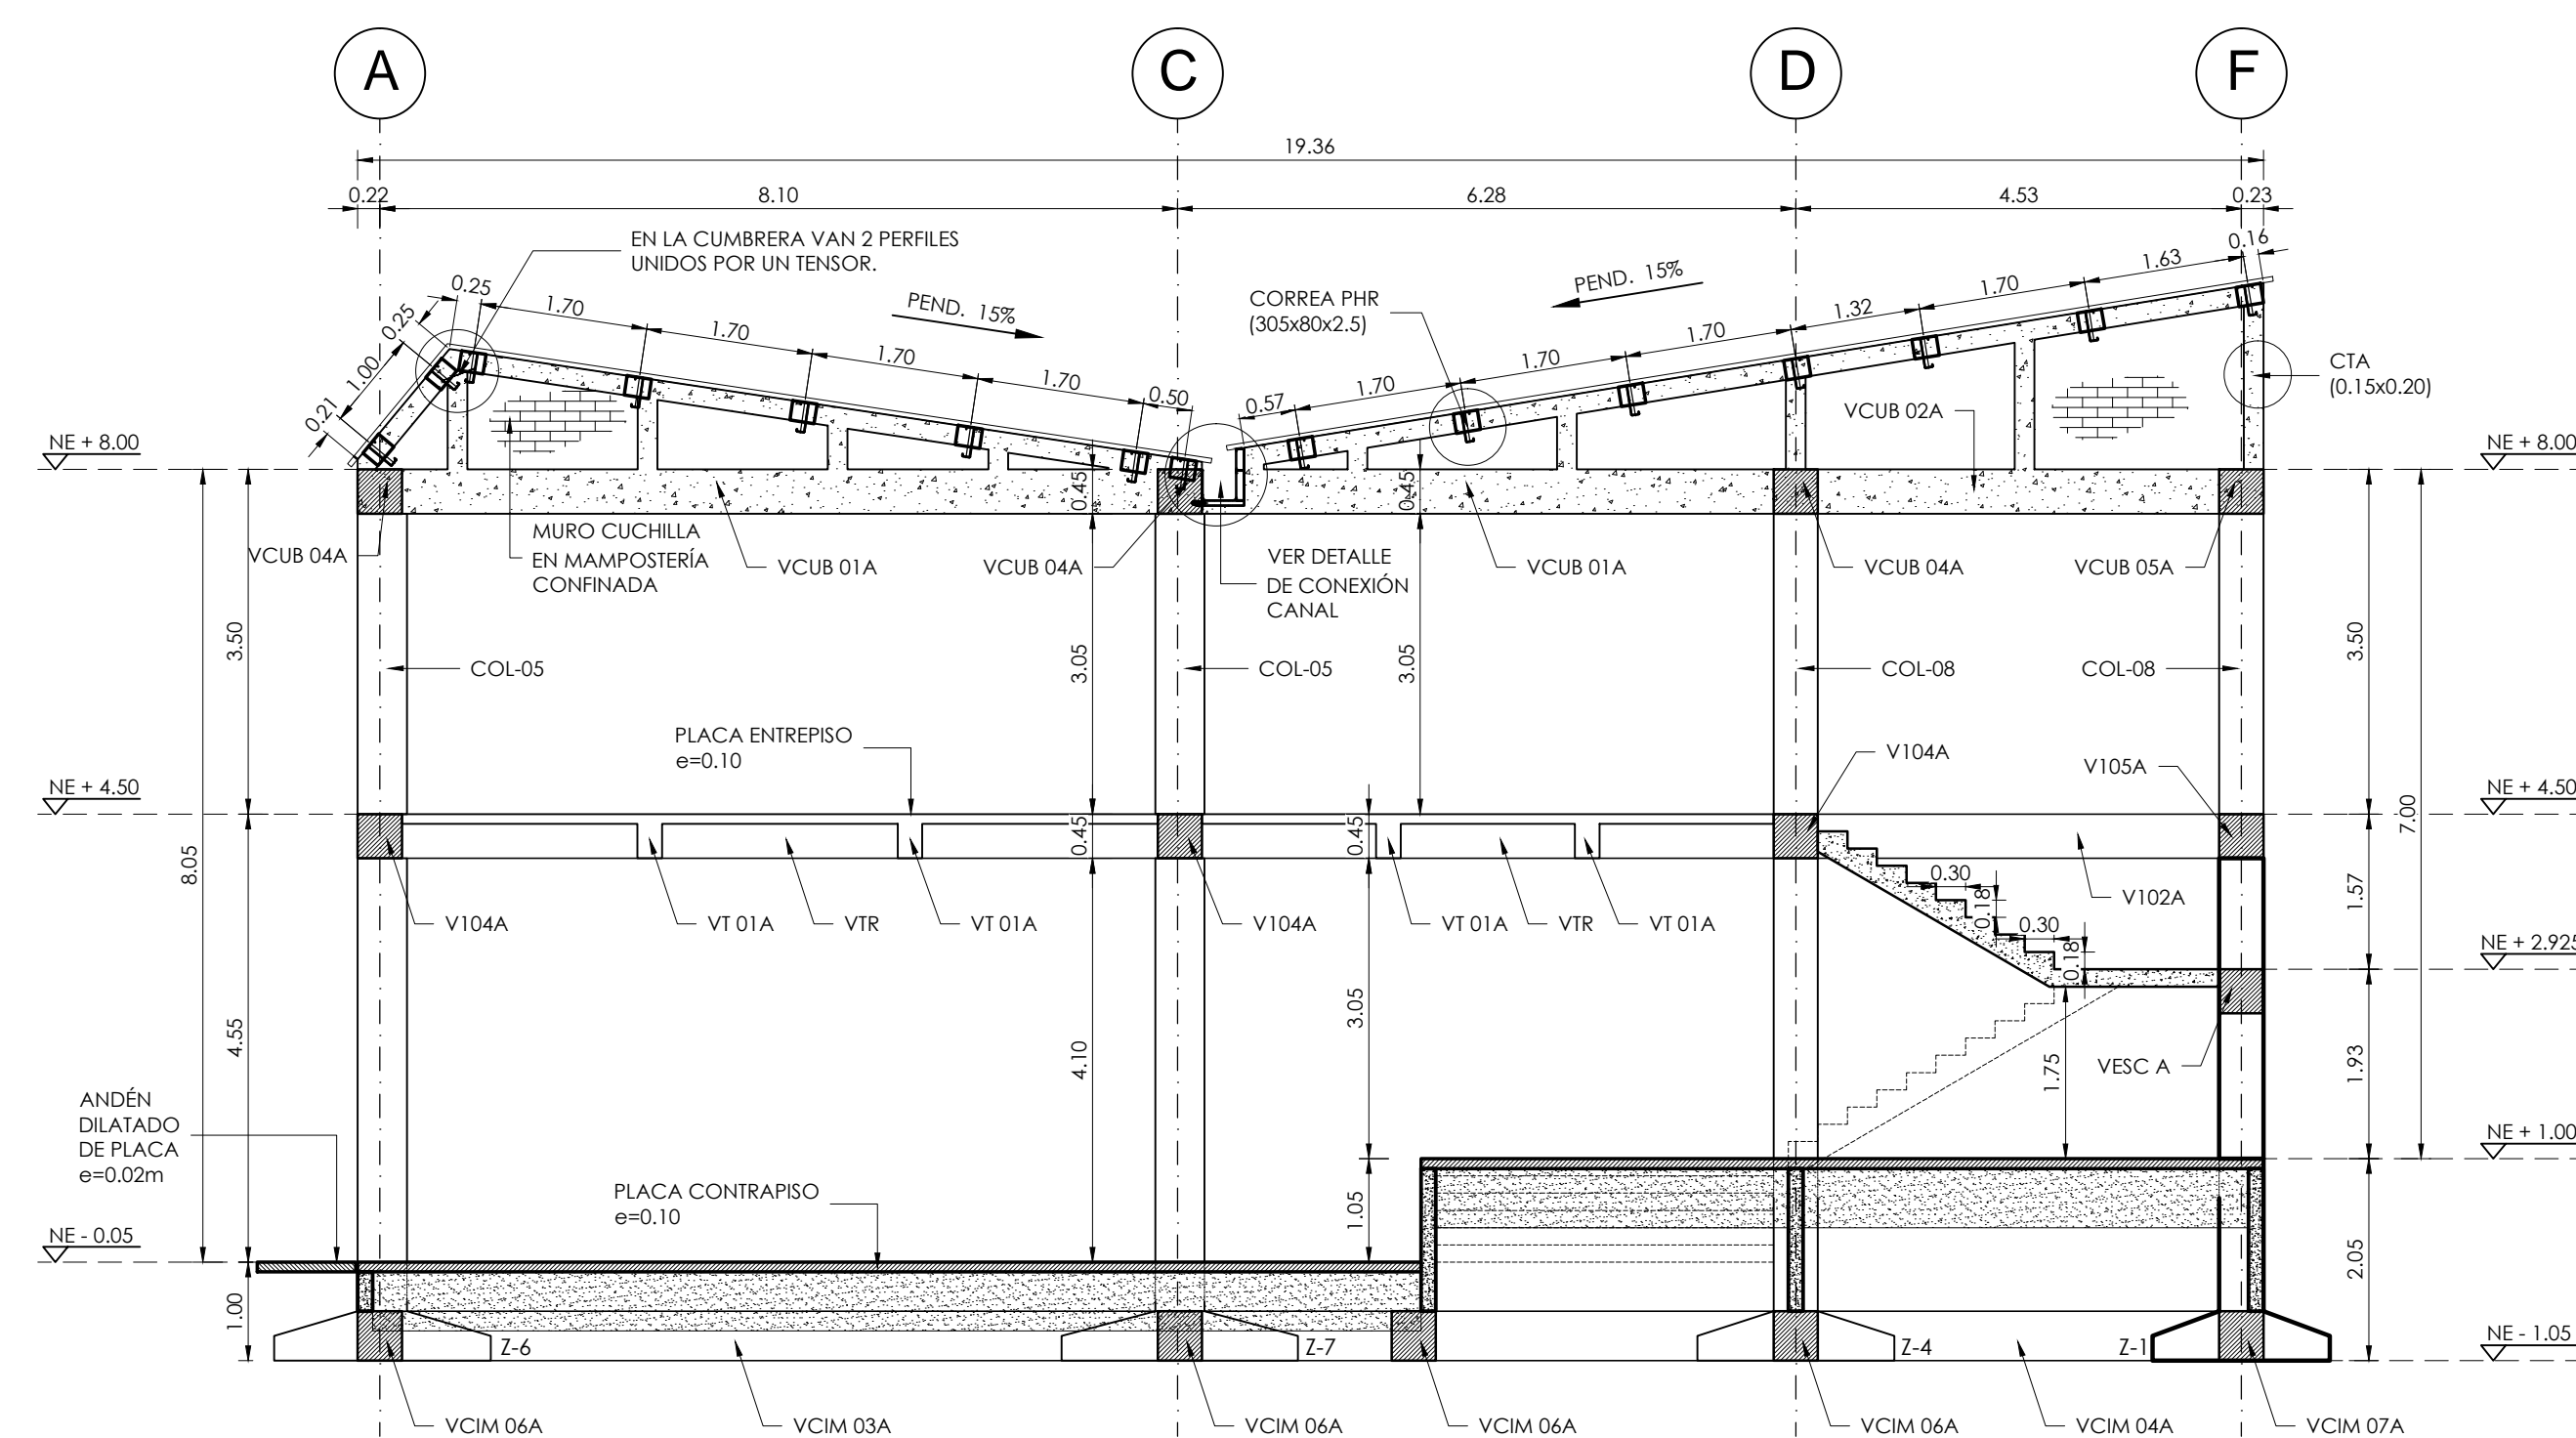 A
C
D
F
19.36
0.22
8.10
6.28
4.53
0.23
EN LA CUMBRERA VAN 2 PERFILES
UNIDOS POR UN TENSOR.
0.25
0.25
1.00
0.21
1.70
1.70
1.70
1.70
0.50
PEND. 15%
CORREA PHR
(305x80x2.5)
PEND. 15%
0.57
1.70
1.70
1.70
1.32
1.70
1.63
0.16
CTA
(0.15x0.20)
VCUB 02A
NE + 8.00
NE + 8.00
0.45
0.45
VCUB 04A
MURO CUCHILLA
EN MAMPOSTERÍA
CONFINADA
VCUB 01A
VCUB 04A
VER DETALLE
DE CONEXIÓN
CANAL
VCUB 01A
VCUB 04A
VCUB 05A
3.50
3.05
3.05
3.50
COL-05
COL-05
COL-08
COL-08
PLACA ENTREPISO
e=0.10
V104A
V105A
NE + 4.50
NE + 4.50
7.00
8.05
0.45
0.45
V104A
VT 01A
VTR
VT 01A
V104A
VT 01A
VTR
VT 01A
V102A
0.30
0.18
0.30
0.18
1.57
NE + 2.925
4.55
4.10
3.05
1.75
VESC A
1.93
ANDÉN
DILATADO
DE PLACA
e=0.02m
NE + 1.00
PLACA CONTRAPISO
e=0.10
1.05
NE - 0.05
2.05
1.00
Z-6
Z-7
Z-4
Z-1
NE - 1.05
VCIM 06A
VCIM 03A
VCIM 06A
VCIM 06A
VCIM 06A
VCIM 04A
VCIM 07A